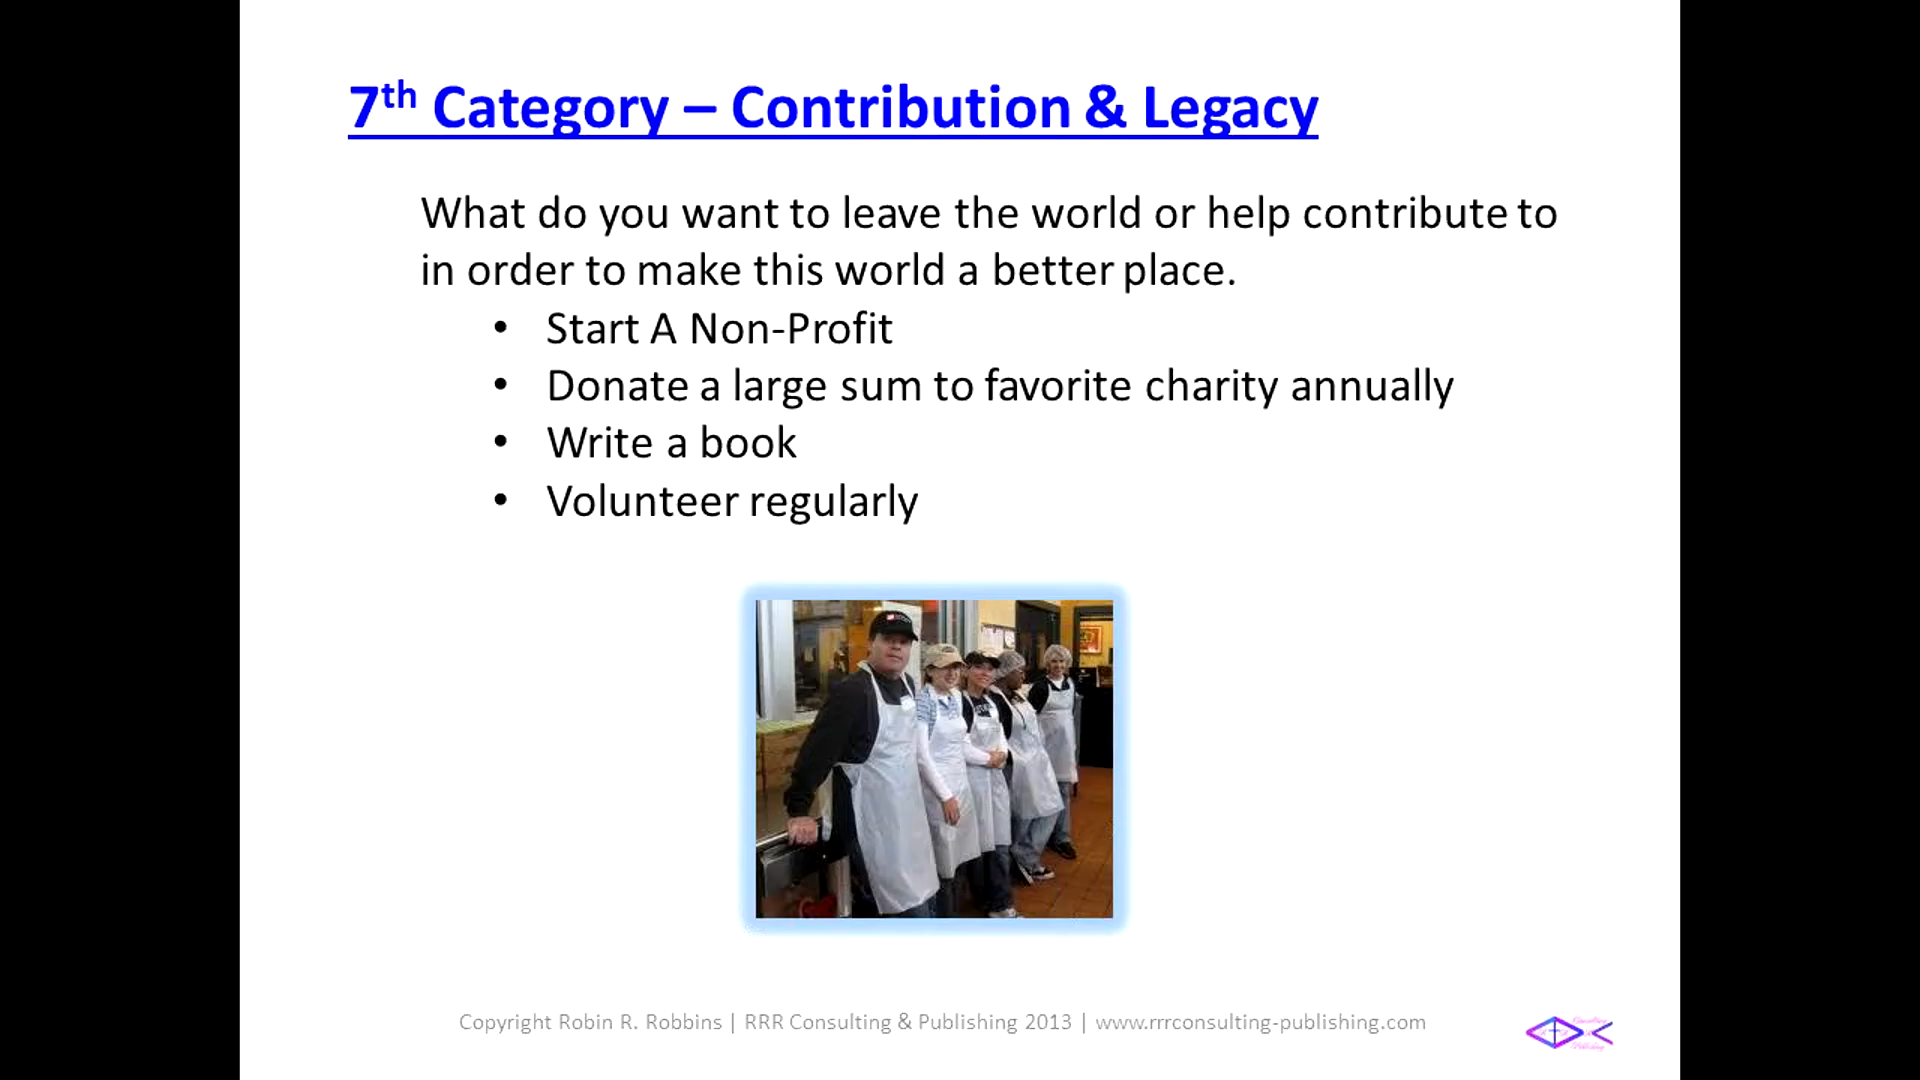 7th Category – Contribution & Legacy
What do you want to leave the world or help contribute to
in order to make this world a better place.
• Start A Non-Profit
• Donate a large sum to favorite charity annually
• Write a book
• Volunteer regularly
Copyright Robin R. Robbins | RRR Consulting & Publishing 2013 | www.rrrconsulting-publishing.com